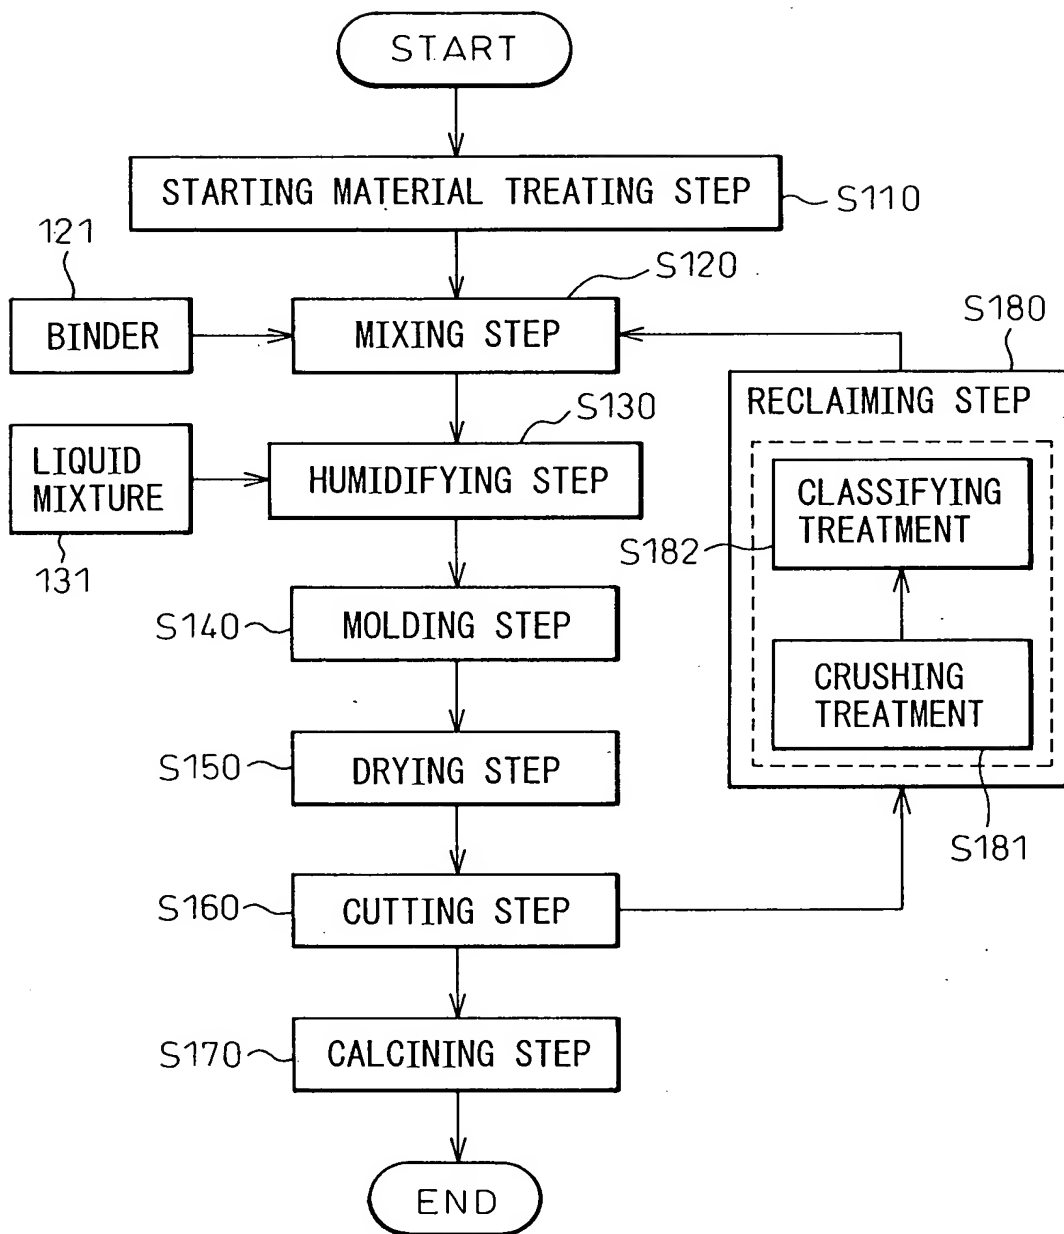 START
STARTING MATERIAL TREATING STEP
S110
121
S120
BINDER
MIXING STEP
S180
RECLAIMING STEP
S130
LIQUID
MIXTURE
HUMIDIFYING STEP
131
CLASSIFYING
TREATMENT
S182
S140
MOLDING STEP
CRUSHING
TREATMENT
S181
S150
DRYING STEP
S160
CUTTING STEP
S170
CALCINING STEP
END